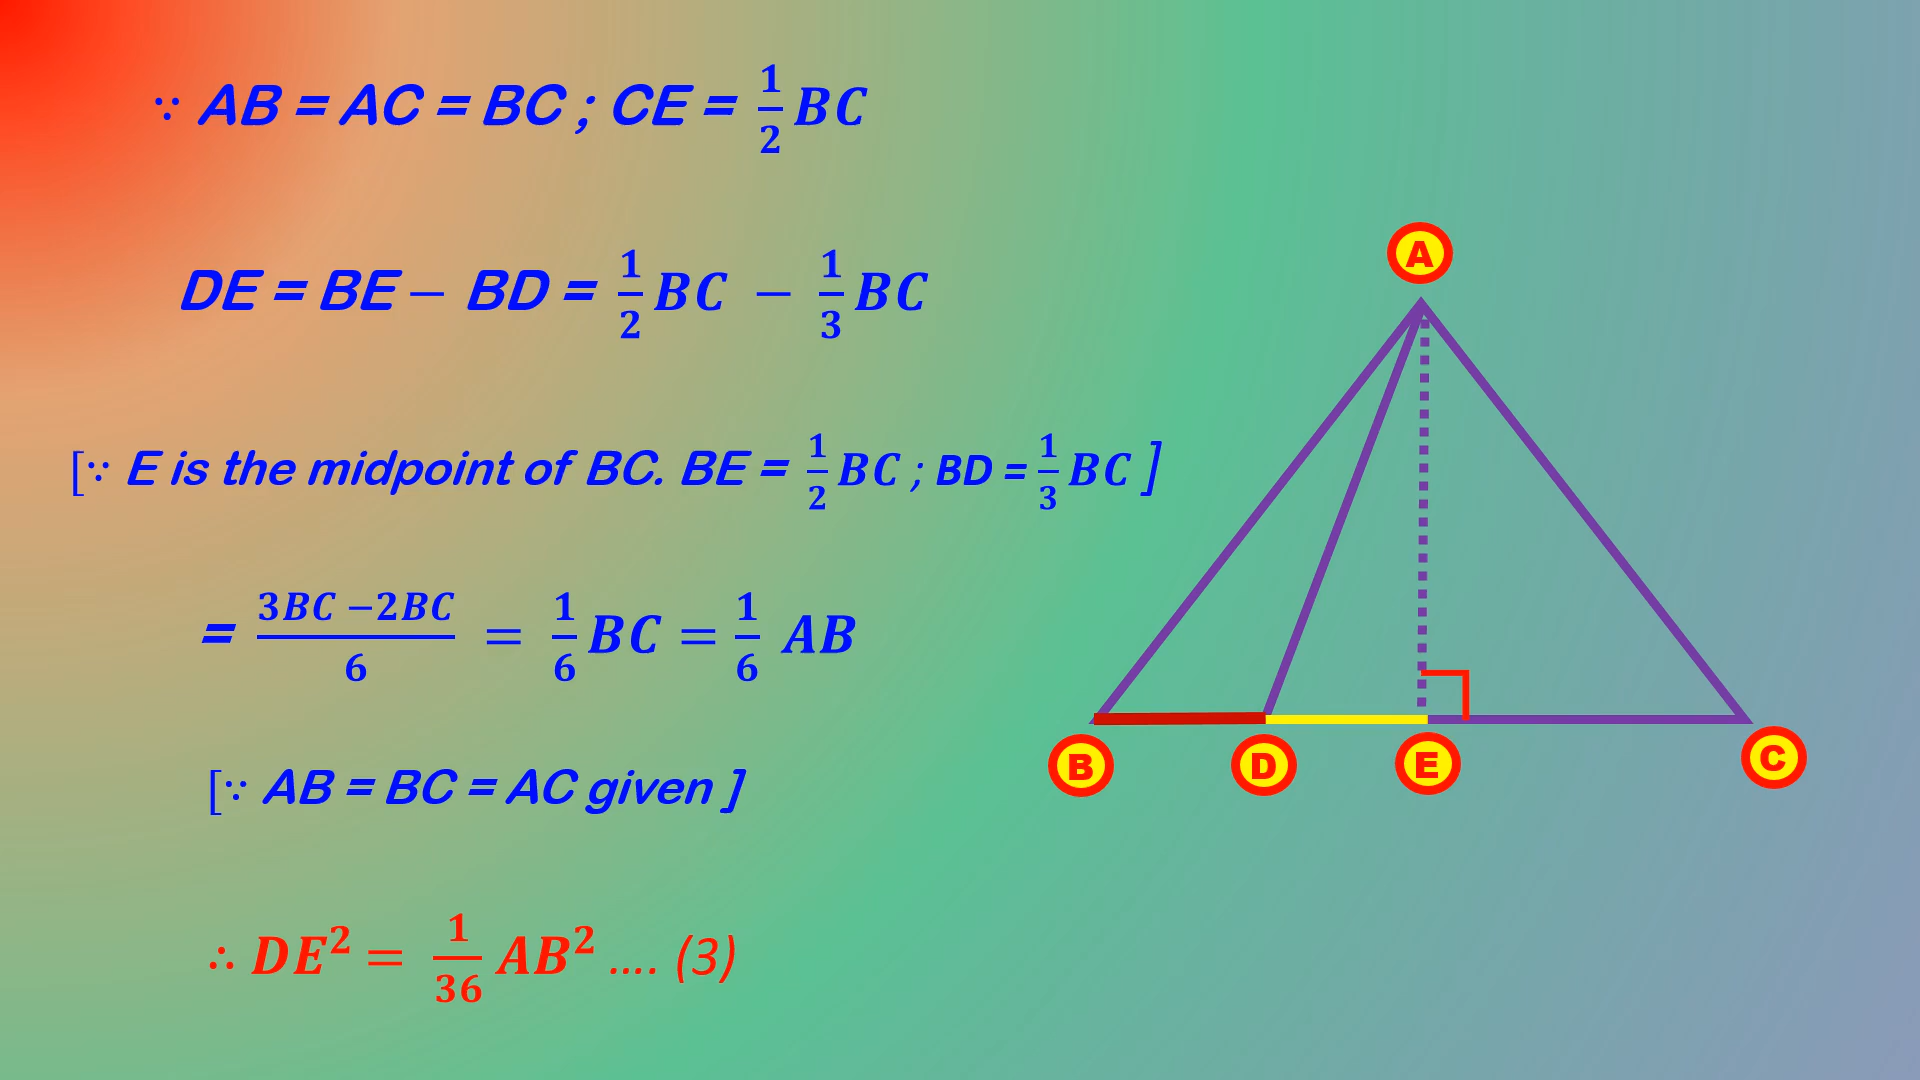 ∵ AB = AC = BC ; CE = 1/2 BC
DE = BE − BD = 1/2 BC − 1/3 BC
[∵ E is the midpoint of BC. BE = 1/2 BC ; BD = 1/3 BC ]
= 3BC −2BC/6 = 1/6 BC = 1/6 AB
[∵ AB = BC = AC given ]
∴ DE² = 1/36 AB² .... (3)
A
B
D
E
C